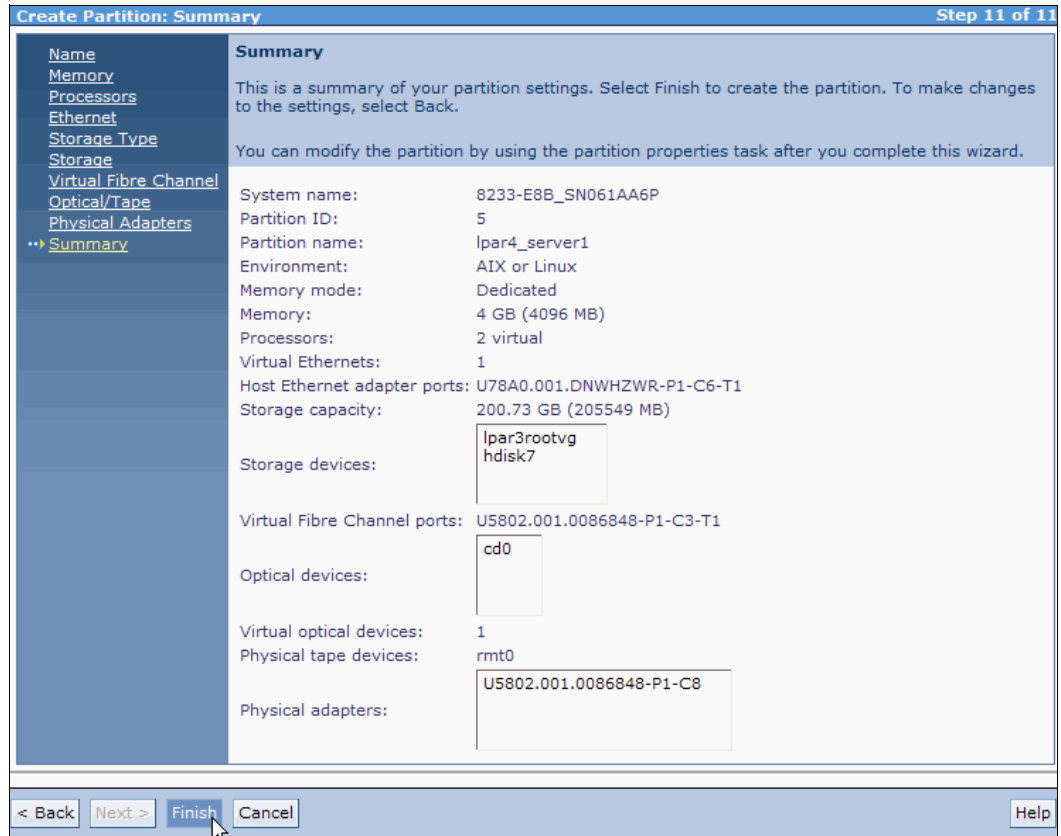 Create Partition: Summary
Step 11 of 11
Name
Memory
Processors
Ethernet
Storage Type
Storage
Virtual Fibre Channel
Optical/Tape
Physical Adapters
Summary
Summary
This is a summary of your partition settings. Select Finish to create the partition. To make changes
to the settings, select Back.
You can modify the partition by using the partition properties task after you complete this wizard.
System name: 8233-E8B_SN061AA6P
Partition ID: 5
Partition name: lpar4_server1
Environment: AIX or Linux
Memory mode: Dedicated
Memory: 4 GB (4096 MB)
Processors: 2 virtual
Virtual Ethernets: 1
Host Ethernet adapter ports: U78A0.001.DNWHZWR-P1-C6-T1
Storage capacity: 200.73 GB (205549 MB)
Storage devices:
lpar3rootvg
hdisk7
Virtual Fibre Channel ports: U5802.001.0086848-P1-C3-T1
Optical devices:
cd0
Virtual optical devices: 1
Physical tape devices: rmt0
Physical adapters:
U5802.001.0086848-P1-C8
< Back
Next >
Finish
Cancel
Help